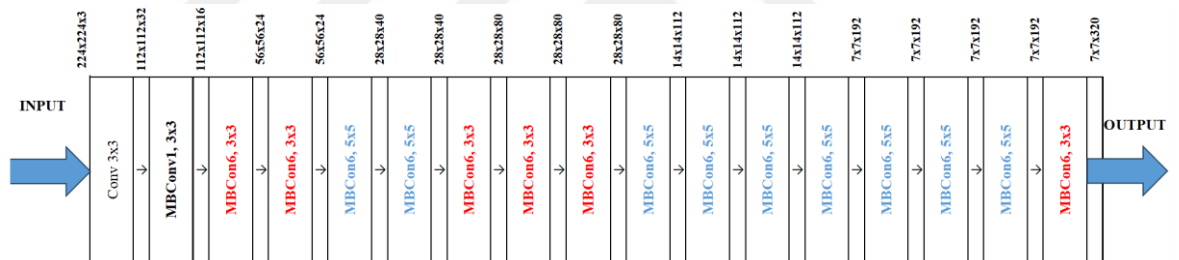 224x224x3
112x112x32
112x112x16
56x56x24
56x56x24
28x28x40
28x28x40
28x28x80
28x28x80
28x28x80
14x14x112
14x14x112
14x14x112
7x7x192
7x7x192
7x7x192
7x7x192
7x7x320
INPUT
Conv 3x3
MBConv1, 3x3
MBCon6, 3x3
MBCon6, 3x3
MBCon6, 5x5
MBCon6, 5x5
MBCon6, 3x3
MBCon6, 3x3
MBCon6, 3x3
MBCon6, 5x5
MBCon6, 5x5
MBCon6, 5x5
MBCon6, 5x5
MBCon6, 5x5
MBCon6, 5x5
MBCon6, 5x5
MBCon6, 3x3
OUTPUT